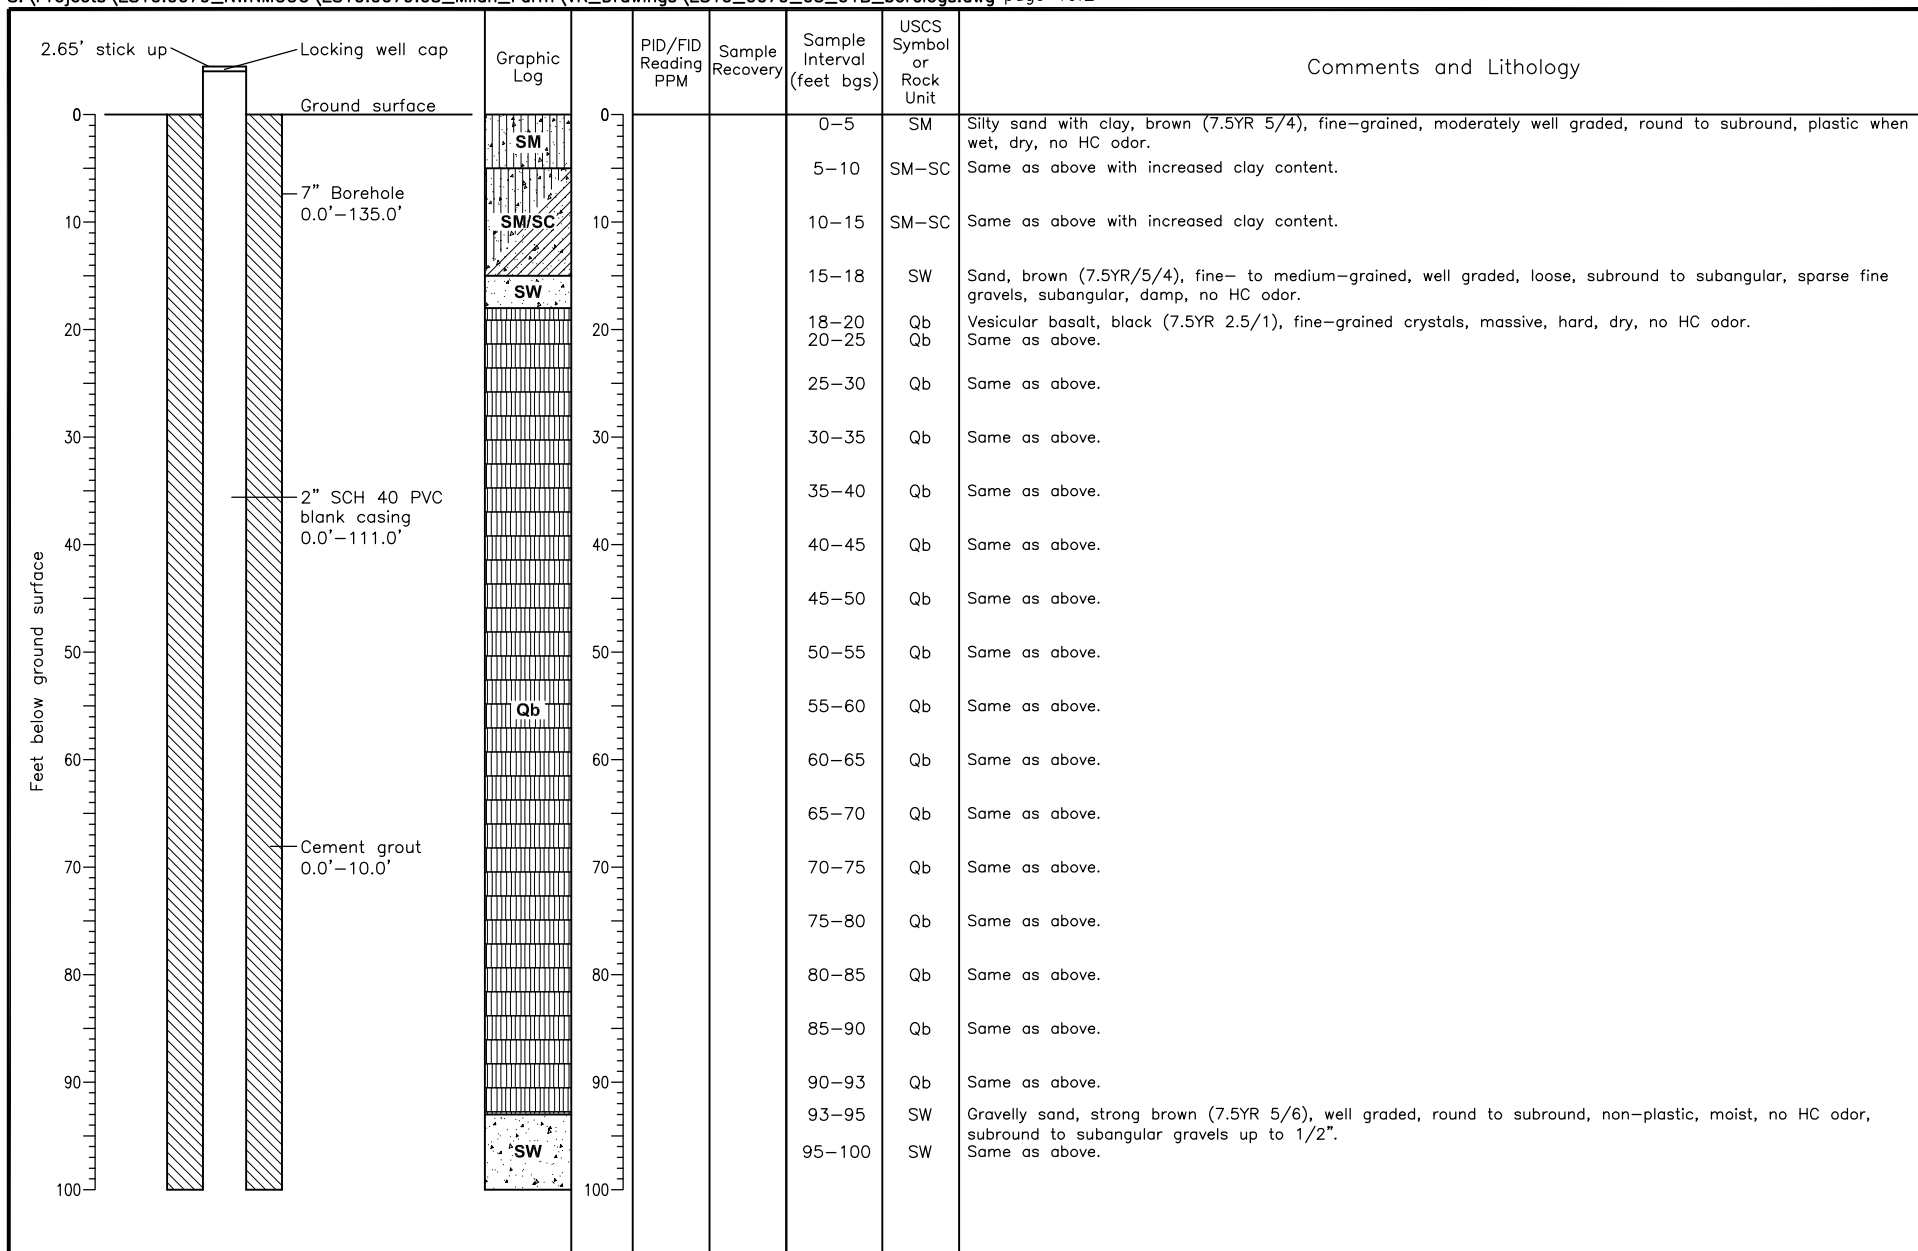 page 1of2
2.65' stick up
Locking well cap
Ground surface
7” Borehole
0.0'–135.0'
2” SCH 40 PVC
blank casing
0.0'–111.0'
Cement grout
0.0'–10.0'
Feet below ground surface
0
10
20
30
40
50
60
70
80
90
100
Graphic
Log
SM
SM/SC
SW
Qb
SW
0
10
20
30
40
50
60
70
80
90
100
PID/FID
Reading
PPM
Sample
Recovery
Sample
Interval
(feet bgs)
USCS
Symbol
or
Rock
Unit
Comments and Lithology
0–5 SM Silty sand with clay, brown (7.5YR 5/4), fine–grained, moderately well graded, round to subround, plastic when
wet, dry, no HC odor.
5–10 SM–SC Same as above with increased clay content.
10–15 SM–SC Same as above with increased clay content.
15–18 SW Sand, brown (7.5YR/5/4), fine– to medium–grained, well graded, loose, subround to subangular, sparse fine
gravels, subangular, damp, no HC odor.
18–20 Qb Vesicular basalt, black (7.5YR 2.5/1), fine–grained crystals, massive, hard, dry, no HC odor.
20–25 Qb Same as above.
25–30 Qb Same as above.
30–35 Qb Same as above.
35–40 Qb Same as above.
40–45 Qb Same as above.
45–50 Qb Same as above.
50–55 Qb Same as above.
55–60 Qb Same as above.
60–65 Qb Same as above.
65–70 Qb Same as above.
70–75 Qb Same as above.
75–80 Qb Same as above.
80–85 Qb Same as above.
85–90 Qb Same as above.
90–93 Qb Same as above.
93–95 SW Gravelly sand, strong brown (7.5YR 5/6), well graded, round to subround, non–plastic, moist, no HC odor,
subround to subangular gravels up to 1/2”.
95–100 SW Same as above.